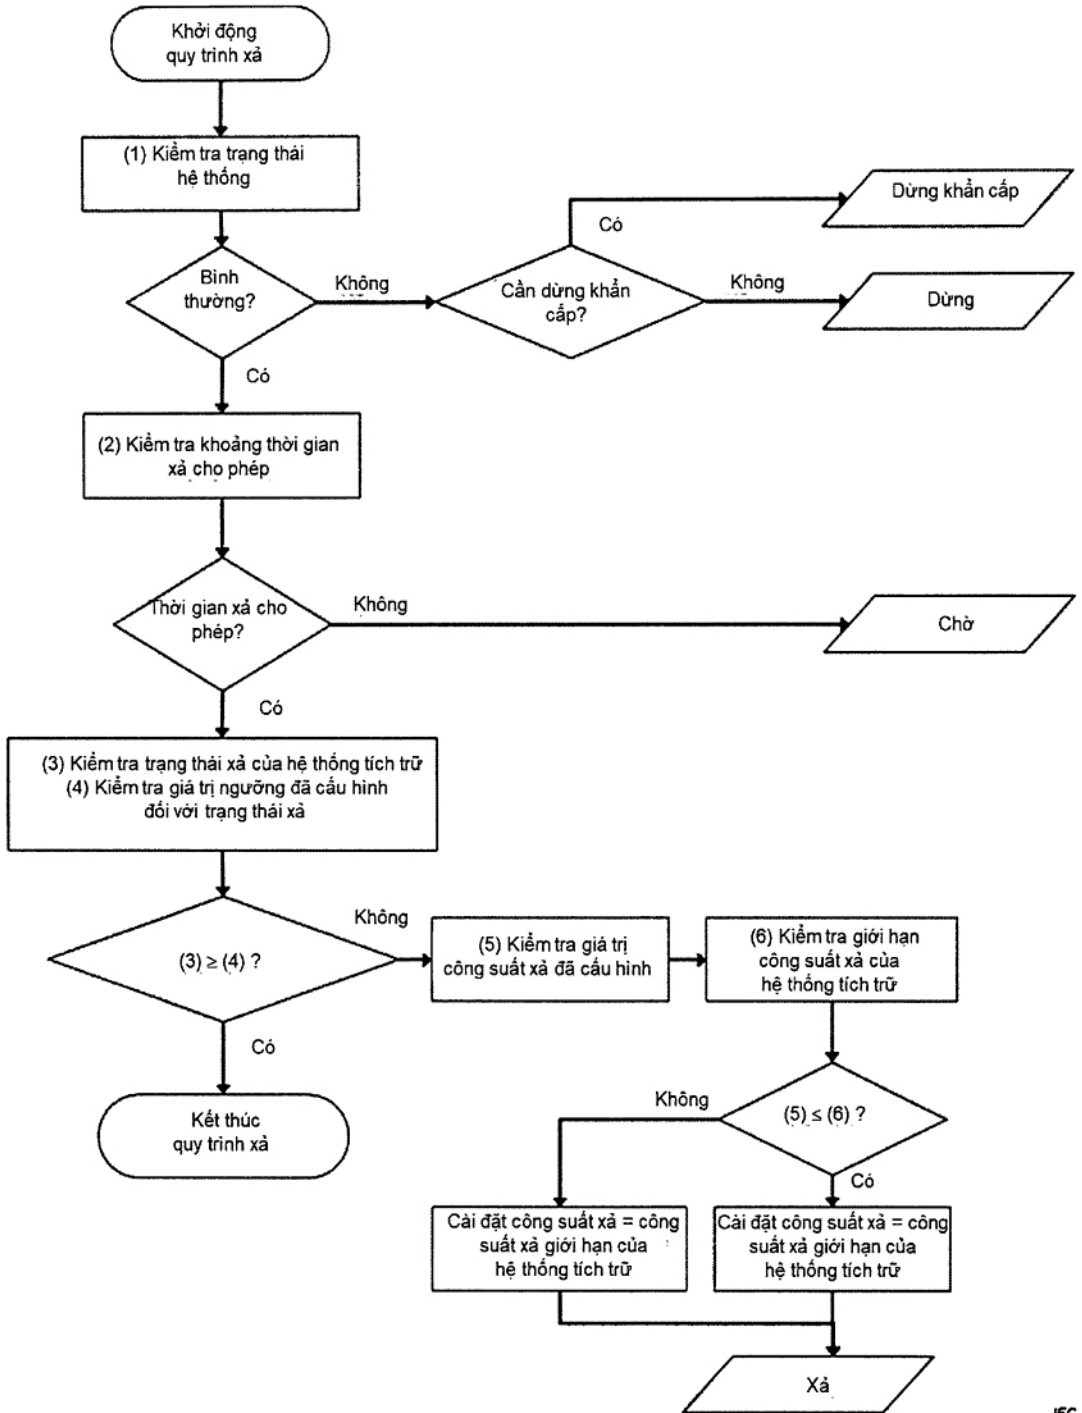 Khởi động
quy trình xả
(1) Kiểm tra trạng thái
hệ thống
Bình
thường?
Không
Có
Cần dừng khẩn
cấp?
Có
Dừng khẩn cấp
Không
Dừng
(2) Kiểm tra khoảng thời gian
xả cho phép
Thời gian xả cho
phép?
Không
Chờ
Có
(3) Kiểm tra trạng thái xả của hệ thống tích trữ
(4) Kiểm tra giá trị ngưỡng đã cấu hình
đối với trạng thái xả
(3) ≥ (4) ?
Không
Có
Kết thúc
quy trình xả
(5) Kiểm tra giá trị
công suất xả đã cấu hình
(6) Kiểm tra giới hạn
công suất xả của
hệ thống tích trữ
(5) ≤ (6) ?
Không
Có
Cài đặt công suất xả = công
suất xả giới hạn của
hệ thống tích trữ
Cài đặt công suất xả = công
suất xả giới hạn của
hệ thống tích trữ
Xả
IEC